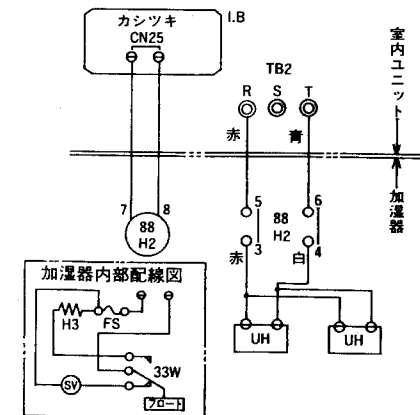 カシツキ
I.B
CN25
TB2
R S T
赤
青
室内ユニット
加湿器
7
8
88
H2
5
6
88
H2
3
4
赤
白
UH
UH
加湿器内部配線図
H3
FS
33W
SV
フロート